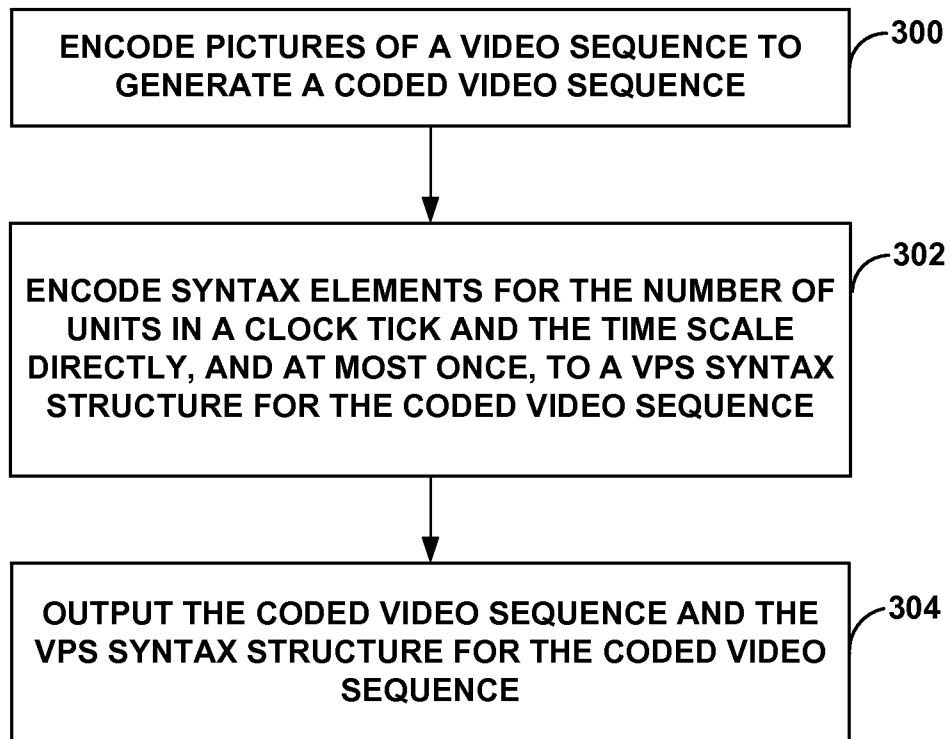 ENCODE PICTURES OF A VIDEO SEQUENCE TO
GENERATE A CODED VIDEO SEQUENCE
300
ENCODE SYNTAX ELEMENTS FOR THE NUMBER OF
UNITS IN A CLOCK TICK AND THE TIME SCALE
DIRECTLY, AND AT MOST ONCE, TO A VPS SYNTAX
STRUCTURE FOR THE CODED VIDEO SEQUENCE
302
OUTPUT THE CODED VIDEO SEQUENCE AND THE
VPS SYNTAX STRUCTURE FOR THE CODED VIDEO
SEQUENCE
304